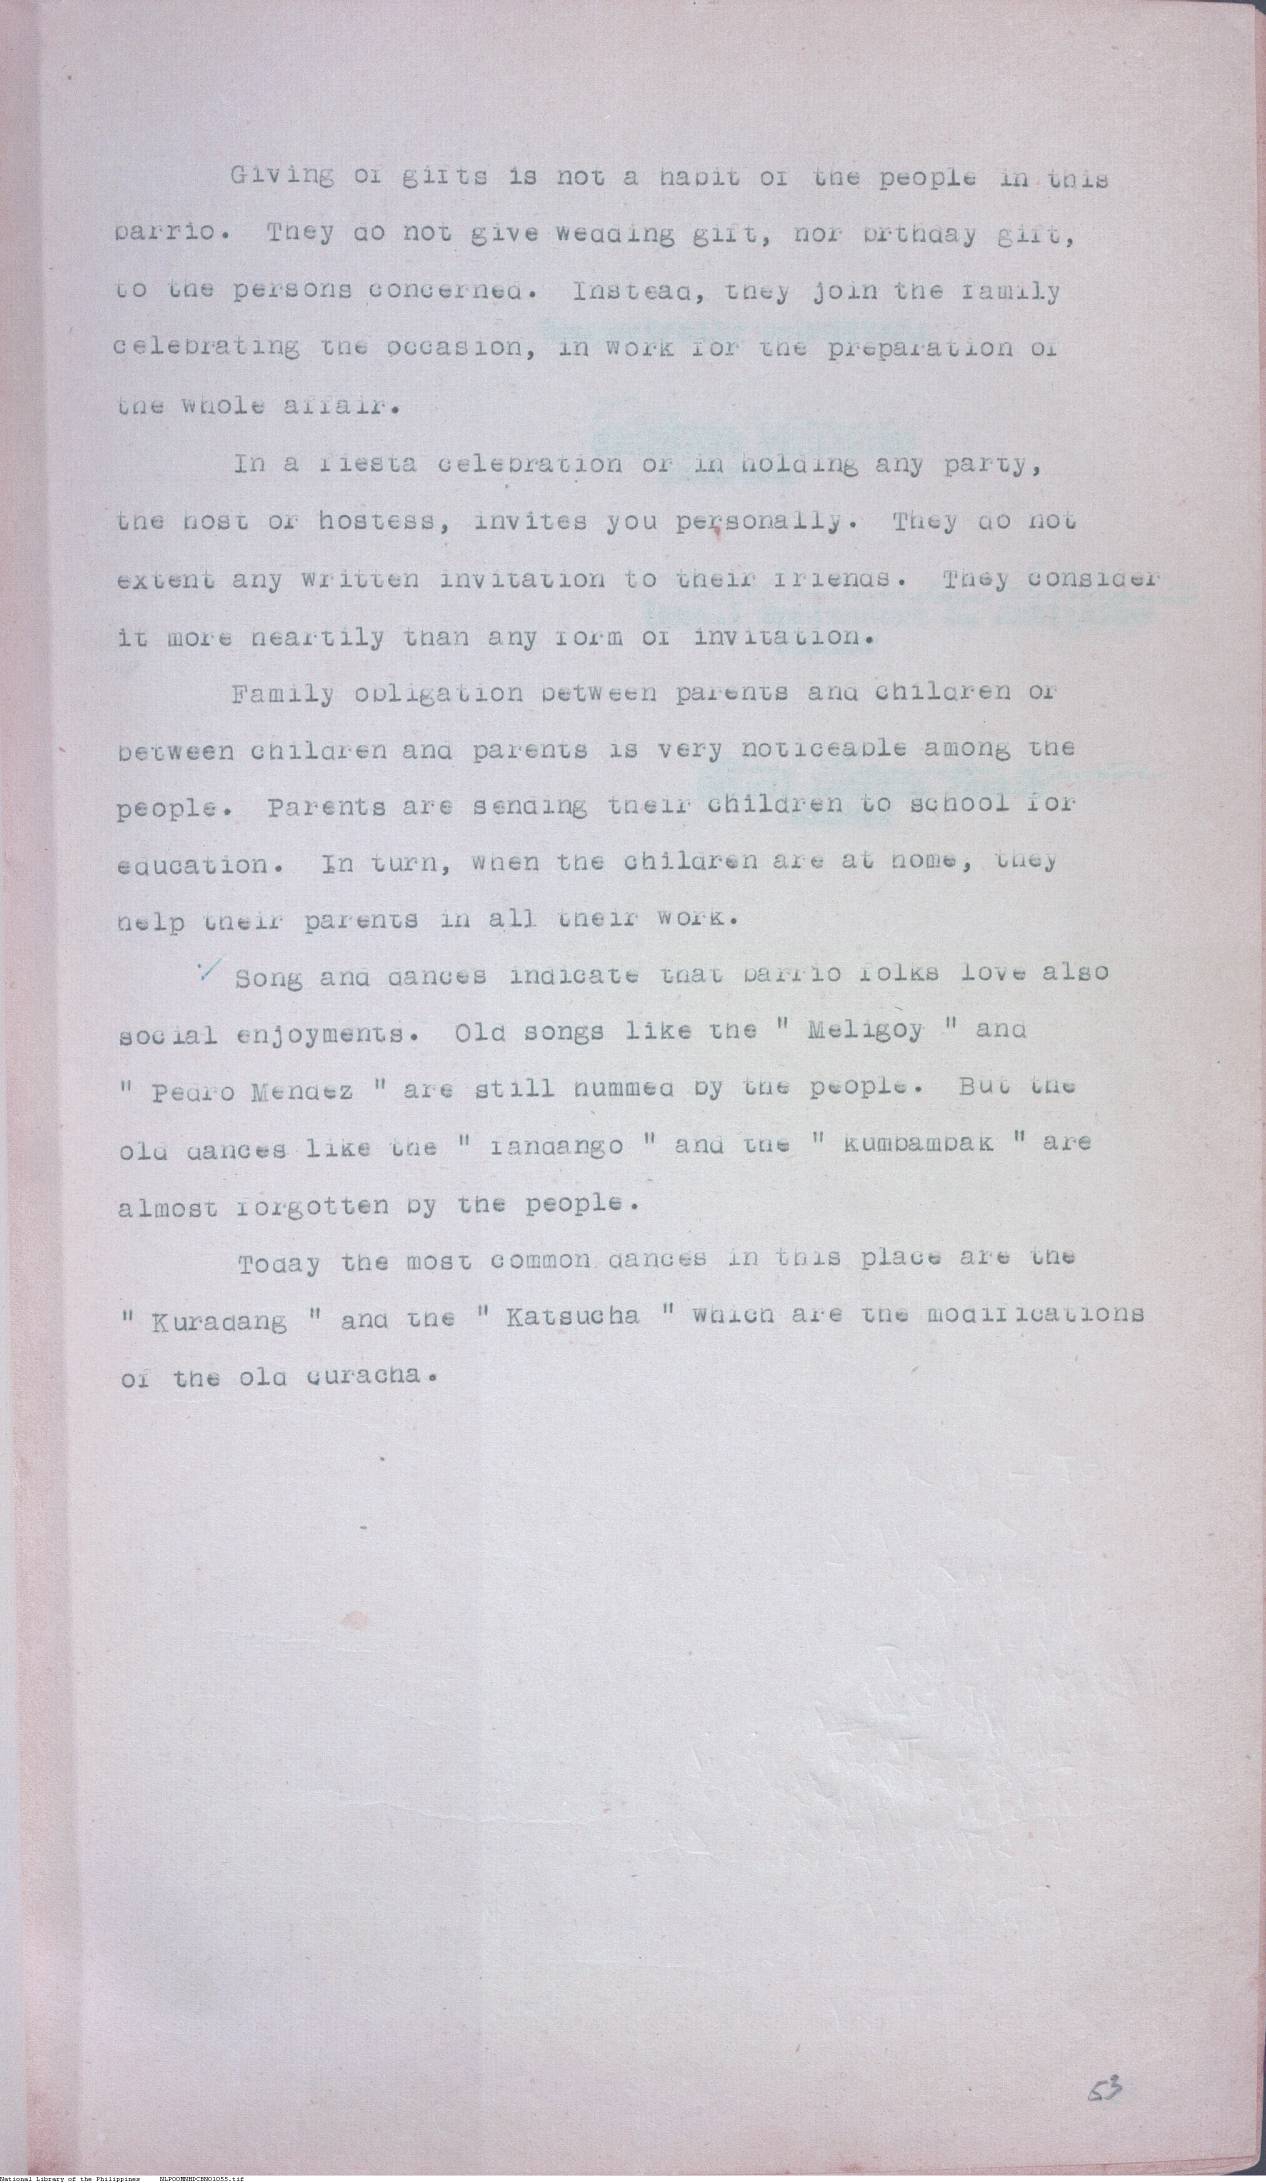 Giving of gifts is not a habit of the people in this
barrio. They do not give wedding gift, nor brthday gift,
to the persons concerned. Instead, they join the family
celebrating the occasion, in work for the preparation of
the whole affair.
In a fiesta celebration or in holding any party,
the host or hostess, invites you personally. They do not
extent any written invitation to their friends. They consider
it more heartily than any form of invitation.
Family obligation between parents and children or
between children and parents is very noticeable among the
people. Parents are sending their children to school for
education. In turn, when the children are at home, they
help their parents in all their work.
Song and dances indicate that barrio folks love also
social enjoyments. Old songs like the " Meligoy " and
" Pedro Mendez " are still hummed by the people. But the
old dances like the " fandango " and the " kumbambak " are
almost forgotten by the people.
Today the most common dances in this place are the
" Kuradang " and the " Katsucha " which are the modifications
of the old curacha.
53
National Library of the Philippines NLPOOMNHDCBN01055.tif